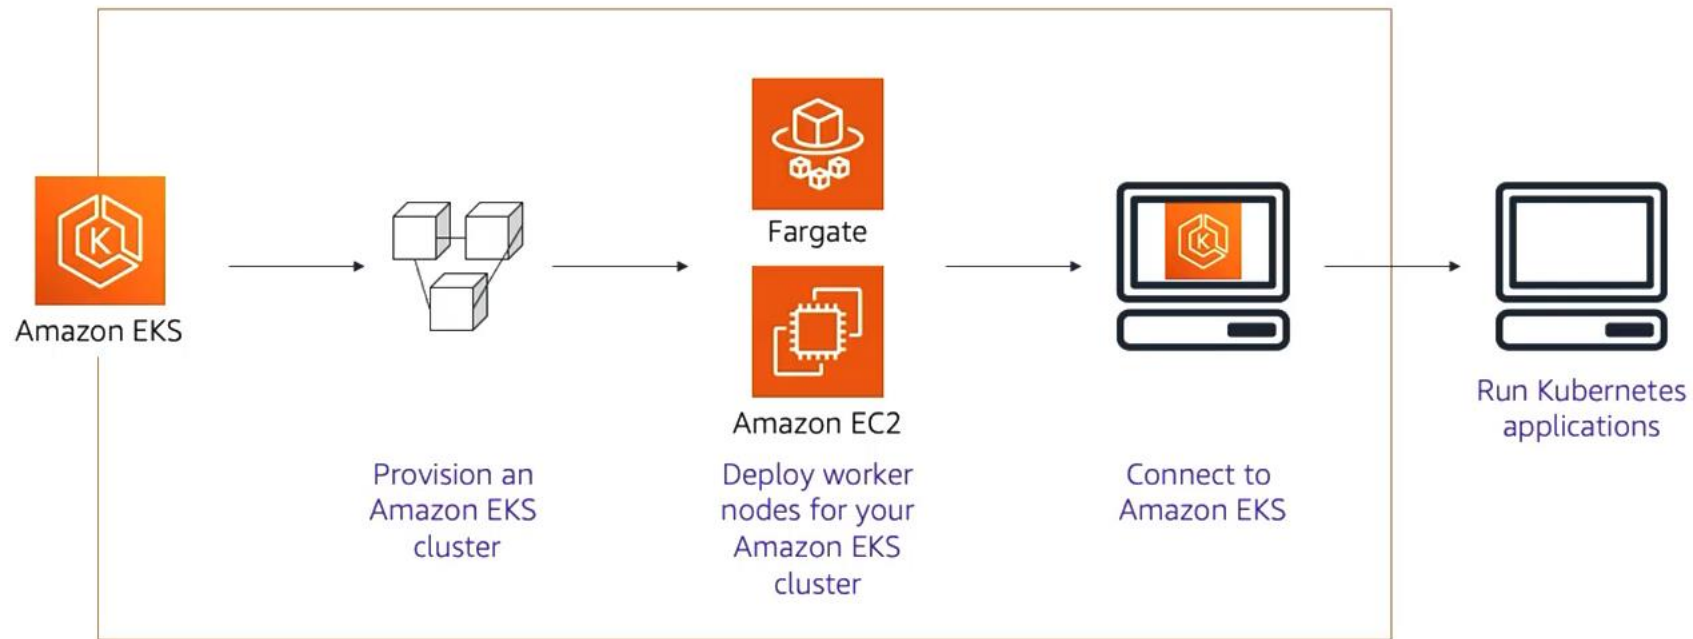 Amazon EKS
Provision an
Amazon EKS
cluster
Fargate
Amazon EC2
Deploy worker
nodes for your
Amazon EKS
cluster
K
Connect to
Amazon EKS
Run Kubernetes
applications
K